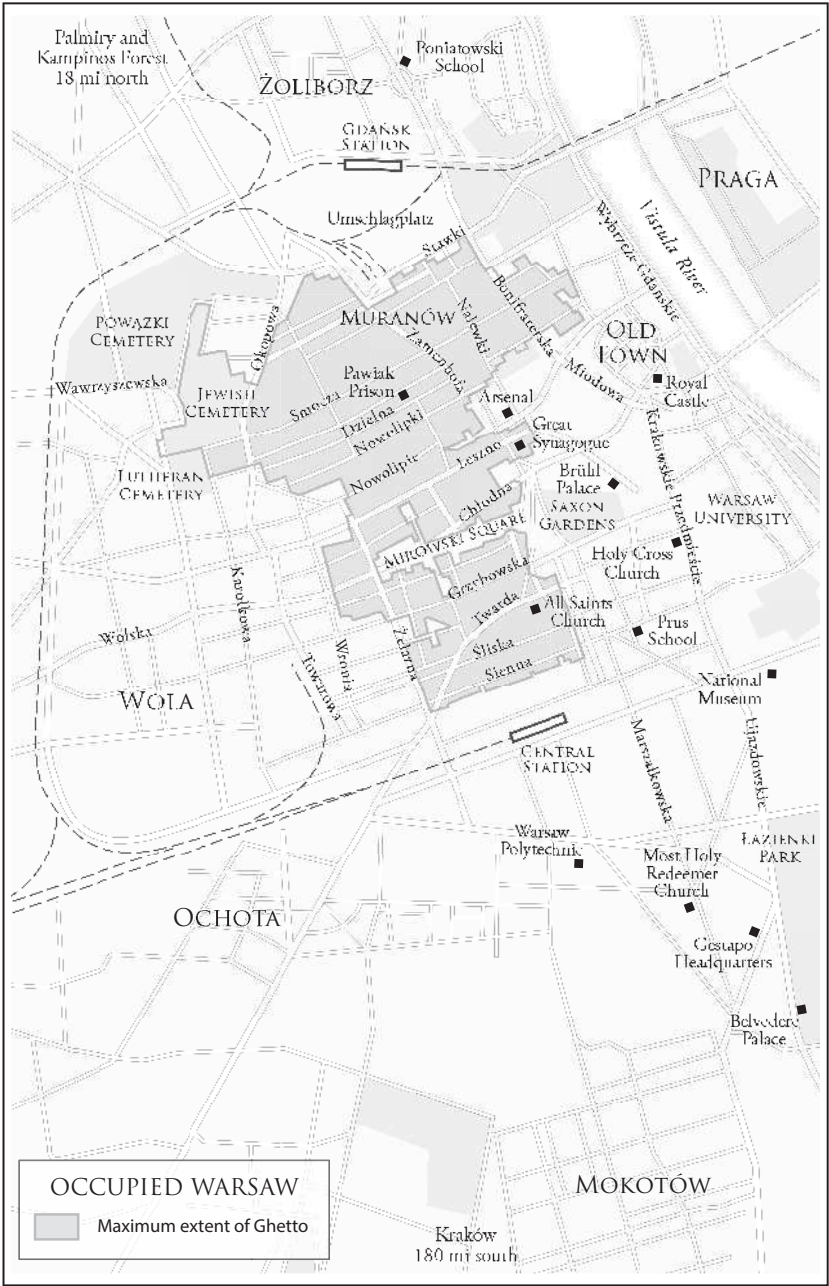 Palmiry and
Kampinos Forest
18 mi north
Poniatowski
School
ŻOLIBORZ
GDAŃSK
STATION
PRAGA
Umschlagplatz
Vistula River
Wybrzeże Gdańskie
Stawki
Bonifraterska
MURANÓW
Nalewki
Zamenhofa
Okopowa
POWĄZKI
CEMETERY
OLD
TOWN
Miodowa
Royal
Castle
Wawrzyszewska
JEWISH
CEMETERY
Pawiak
Prison
Smocza
Dzielna
Nowolipki
Arsenal
Great
Synagogue
Leszno
Nowolipie
LUTHERAN
CEMETERY
Krakowskie Przedmieście
Brühl
Palace
SAXON
GARDENS
WARSAW
UNIVERSITY
Chłodna
MIROWSKI SQUARE
Holy Cross
Church
Grzybowska
Twarda
All Saints
Church
Prus
School
Karolkowa
Wolska
Wronia
Towarowa
Żelazna
Śliska
Sienna
WOLA
National
Museum
CENTRAL
STATION
Marszałkowska
Ujazdowskie
Warsaw
Polytechnic
Most Holy
Redeemer
Church
ŁAZIENKI
PARK
OCHOTA
Gestapo
Headquarters
Belvedere
Palace
MOKOTÓW
Kraków
180 mi south
OCCUPIED WARSAW
Maximum extent of Ghetto